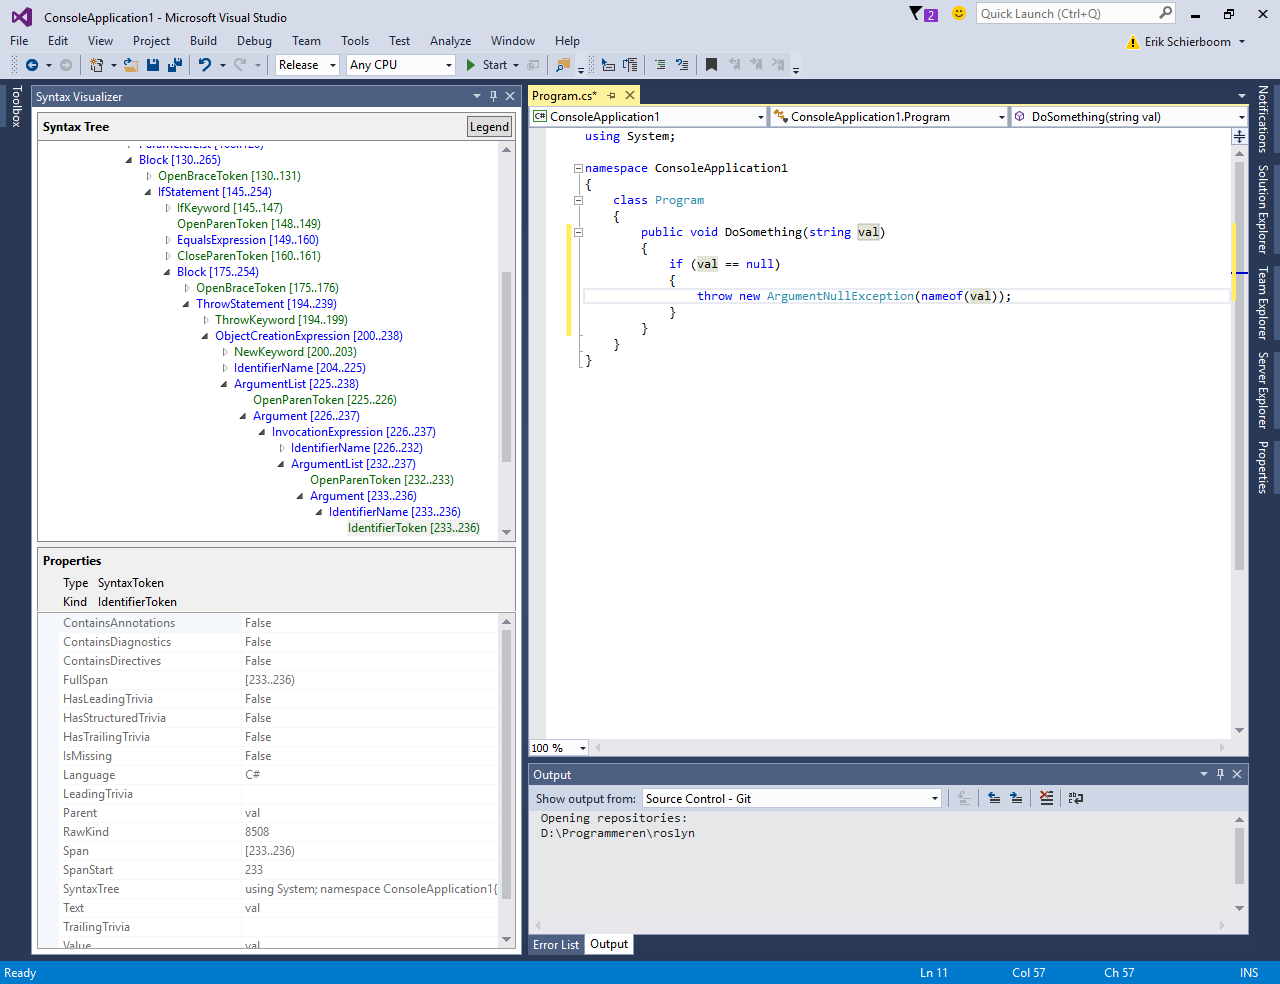 ConsoleApplication1 - Microsoft Visual Studio
2
Quick Launch (Ctrl+Q)
File Edit View Project Build Debug Team Tools Test Analyze Window Help
Erik Schierboom
Release Any CPU Start
Toolbox
Syntax Visualizer
Syntax Tree
Legend
Block [130..265)
OpenBraceToken [130..131)
IfStatement [145..254)
IfKeyword [145..147)
OpenParenToken [148..149)
EqualsExpression [149..160)
CloseParenToken [160..161)
Block [175..254)
OpenBraceToken [175..176)
ThrowStatement [194..239)
ThrowKeyword [194..199)
ObjectCreationExpression [200..238)
NewKeyword [200..203)
IdentifierName [204..225)
ArgumentList [225..238)
OpenParenToken [225..226)
Argument [226..237)
InvocationExpression [226..237)
IdentifierName [226..232)
ArgumentList [232..237)
OpenParenToken [232..233)
Argument [233..236)
IdentifierName [233..236)
IdentifierToken [233..236)
Properties
Type SyntaxToken
Kind IdentifierToken
ContainsAnnotations False
ContainsDiagnostics False
ContainsDirectives False
FullSpan [233..236)
HasLeadingTrivia False
HasStructuredTrivia False
HasTrailingTrivia False
IsMissing False
Language C#
LeadingTrivia
Parent val
RawKind 8508
Span [233..236)
SpanStart 233
SyntaxTree using System; namespace ConsoleApplication1{
Text val
TrailingTrivia
Value val
Program.cs*
C# ConsoleApplication1
ConsoleApplication1.Program
DoSomething(string val)
using System;
namespace ConsoleApplication1
{
class Program
{
public void DoSomething(string val)
{
if (val == null)
{
throw new ArgumentNullException(nameof(val));
}
}
}
}
100 %
Output
Show output from: Source Control - Git
Opening repositories:
D:\Programmeren\roslyn
Error List Output
Notifications
Solution Explorer
Team Explorer
Server Explorer
Properties
Ready Ln 11 Col 57 Ch 57 INS